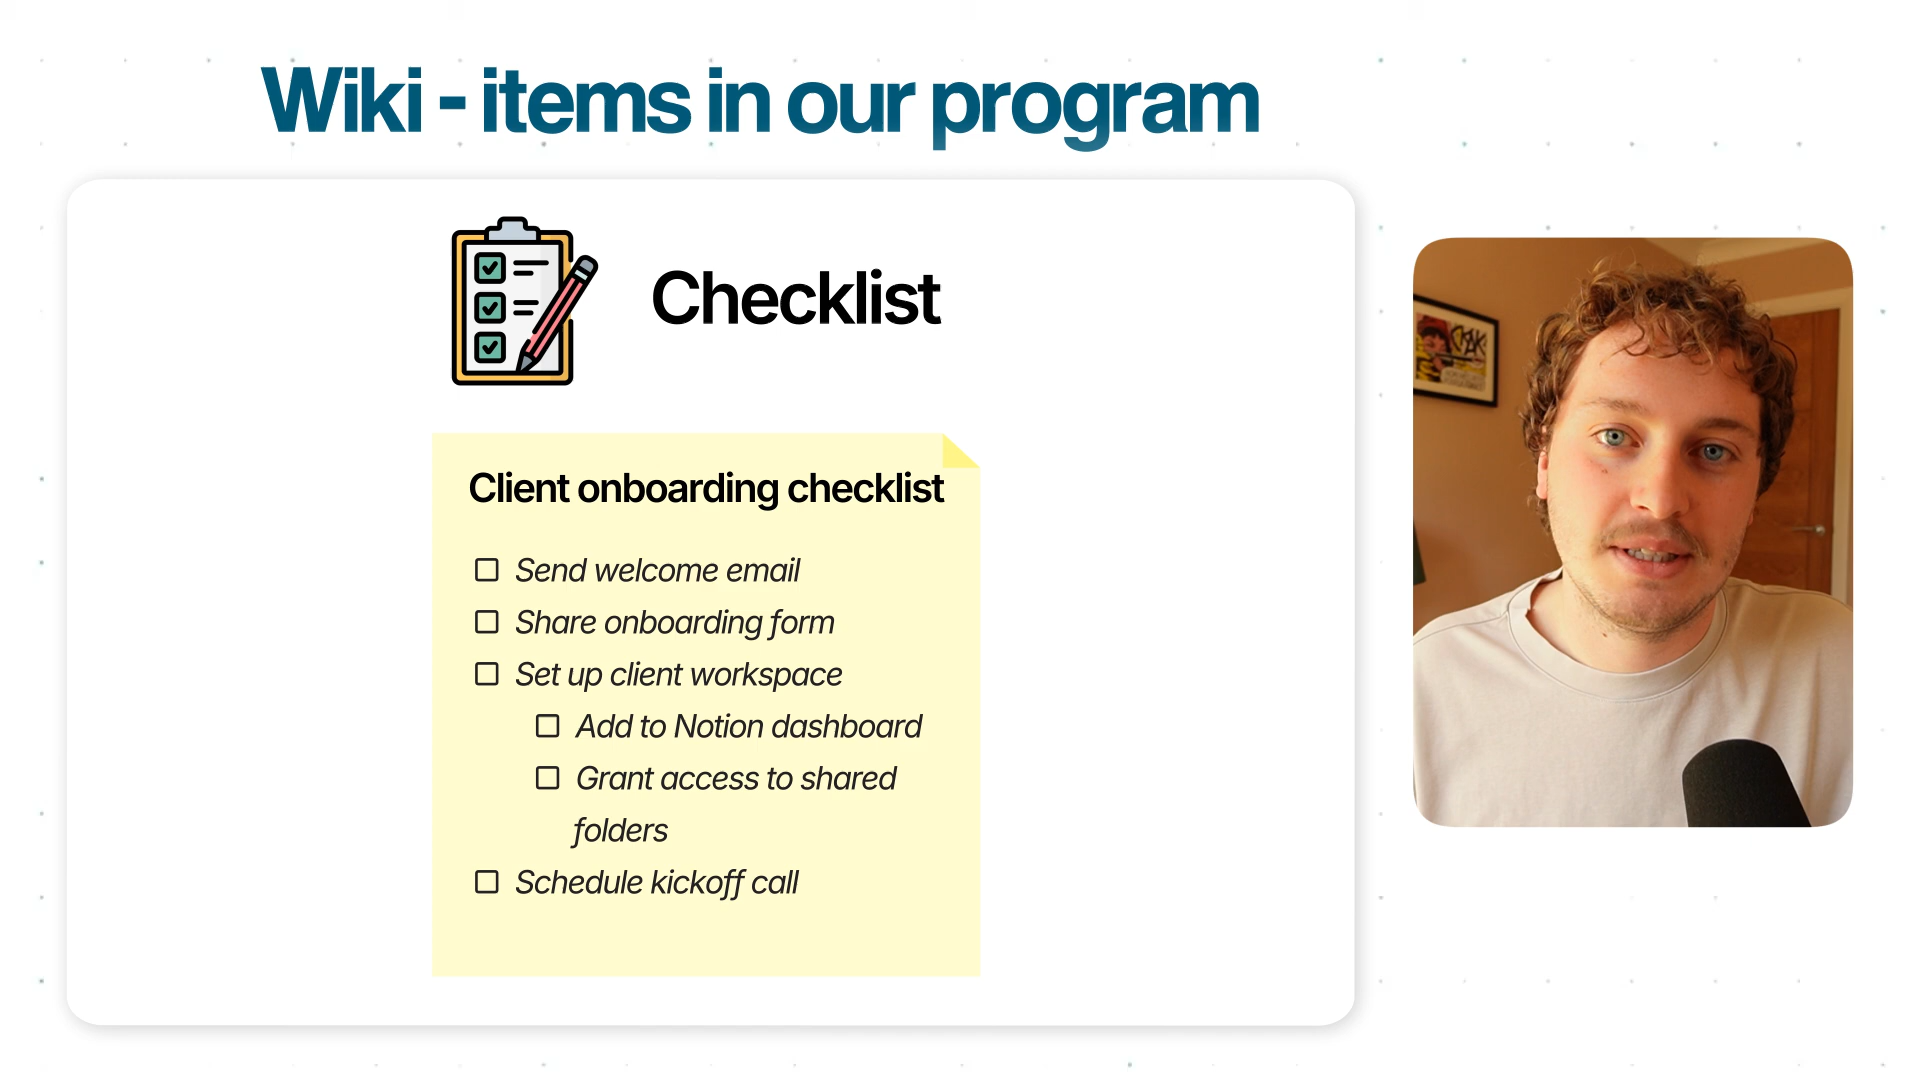 Wiki - items in our program
Checklist
Client onboarding checklist
Send welcome email
Share onboarding form
Set up client workspace
Add to Notion dashboard
Grant access to shared
folders
Schedule kickoff call